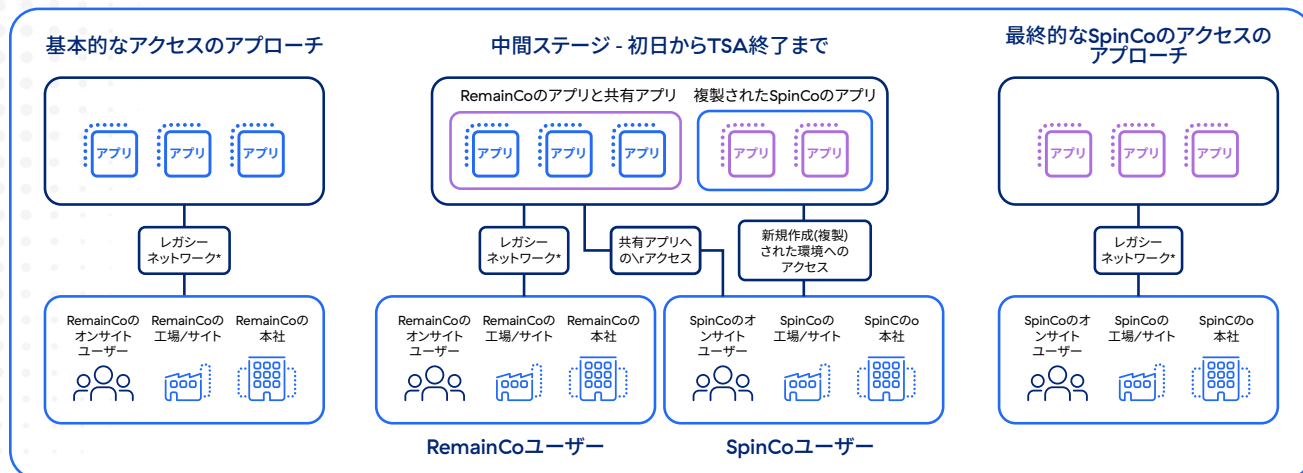 基本的なアクセスのアプローチ
アプリ
アプリ
アプリ
レガシー
ネットワーク*
RemainCoの
オンサイト
ユーザー
RemainCoの
工場/サイト
RemainCoの
本社
中間ステージ - 初日からTSA終了まで
RemainCoのアプリと共有アプリ
アプリ
アプリ
アプリ
複製されたSpinCoのアプリ
アプリ
アプリ
レガシー
ネットワーク*
共有アプリへ
の\rアクセス
新規作成(複製)
された環境への
アクセス
RemainCoの
オンサイト
ユーザー
RemainCoの
工場/サイト
RemainCoの
本社
SpinCoのオ
ンサイト
ユーザー
SpinCoの
工場/サイト
SpinCのo
本社
RemainCoユーザー
SpinCoユーザー
最終的なSpinCoのアクセスの
アプローチ
アプリ
アプリ
アプリ
レガシー
ネットワーク*
SpinCoのオ
ンサイト
ユーザー
SpinCoの
工場/サイト
SpinCのo
本社